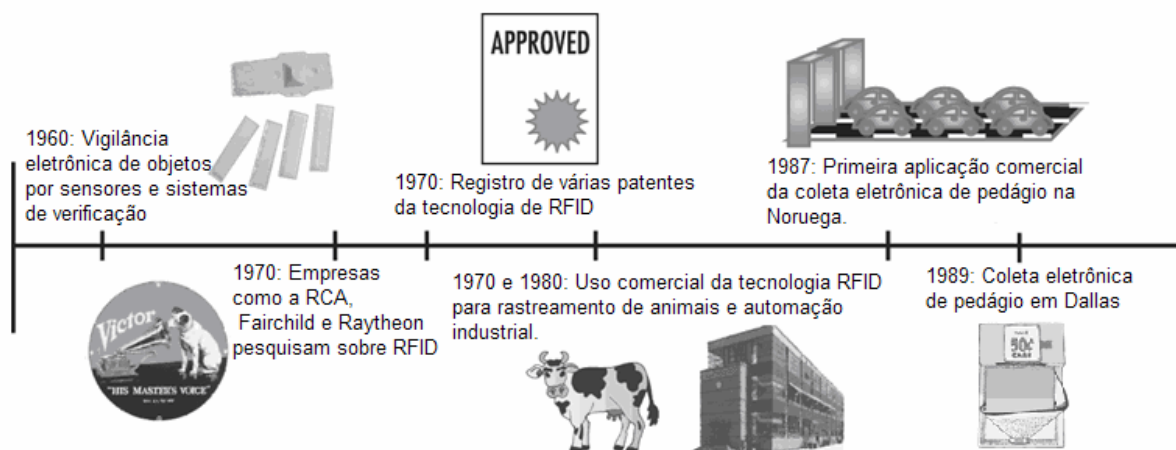 APPROVED
1960: Vigilância
eletrônica de objetos
por sensores e sistemas
de verificação
1970: Registro de várias patentes
da tecnologia de RFID
1987: Primeira aplicação comercial
da coleta eletrônica de pedágio na
Noruega.
Victor
"HIS MASTER'S VOICE"
1970: Empresas
como a RCA,
Fairchild e Raytheon
pesquisam sobre RFID
1970 e 1980: Uso comercial da tecnologia RFID
para rastreamento de animais e automação
industrial.
1989: Coleta eletrônica
de pedágio em Dallas
50¢